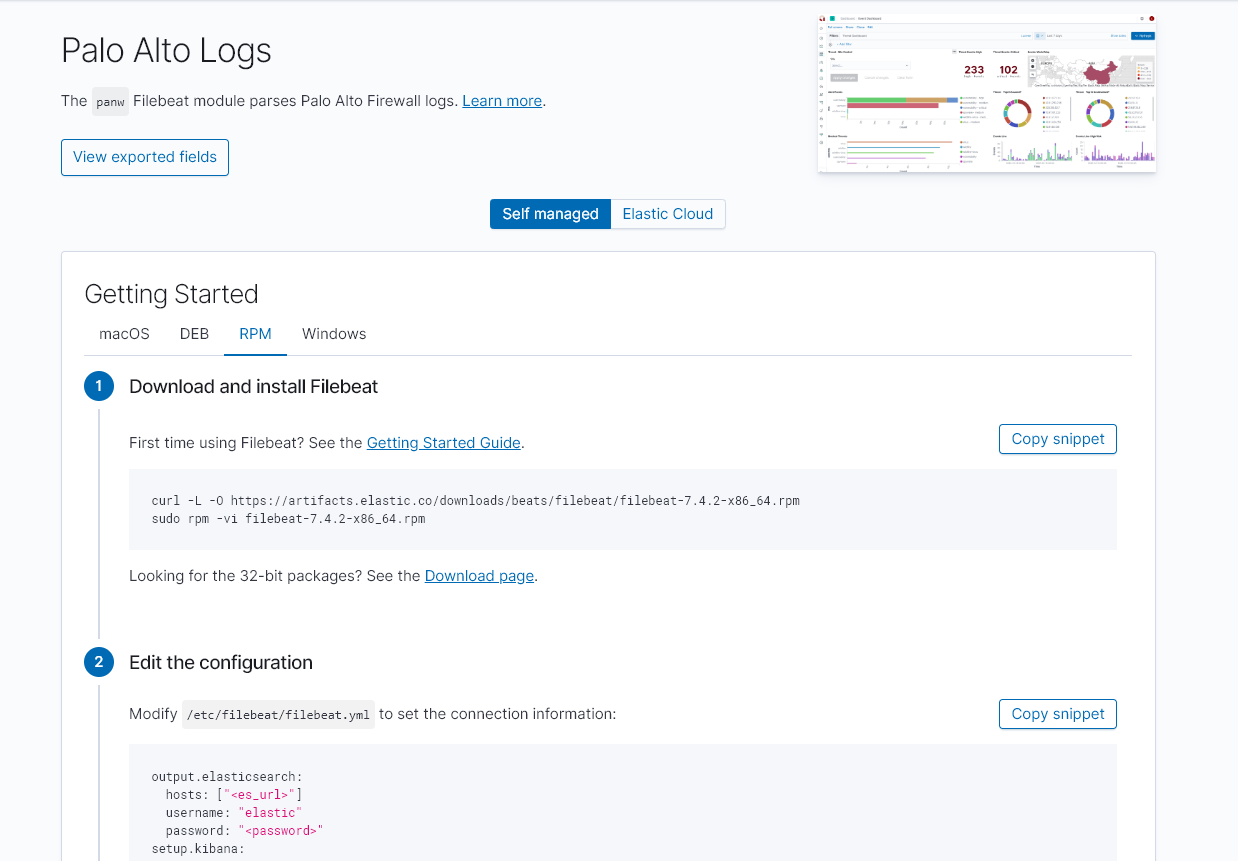 Palo Alto Logs
The panw Filebeat module parses Palo Alto Firewall logs. Learn more.
View exported fields
233
102
Self managed
Elastic Cloud
Getting Started
macOS
DEB
RPM
Windows
1
Download and install Filebeat
First time using Filebeat? See the Getting Started Guide.
Copy snippet
curl -L -O https://artifacts.elastic.co/downloads/beats/filebeat/filebeat-7.4.2-x86_64.rpm
sudo rpm -vi filebeat-7.4.2-x86_64.rpm
Looking for the 32-bit packages? See the Download page.
2
Edit the configuration
Modify /etc/filebeat/filebeat.yml to set the connection information:
Copy snippet
output.elasticsearch:
  hosts: ["<es_url>"]
  username: "elastic"
  password: "<password>"
setup.kibana: